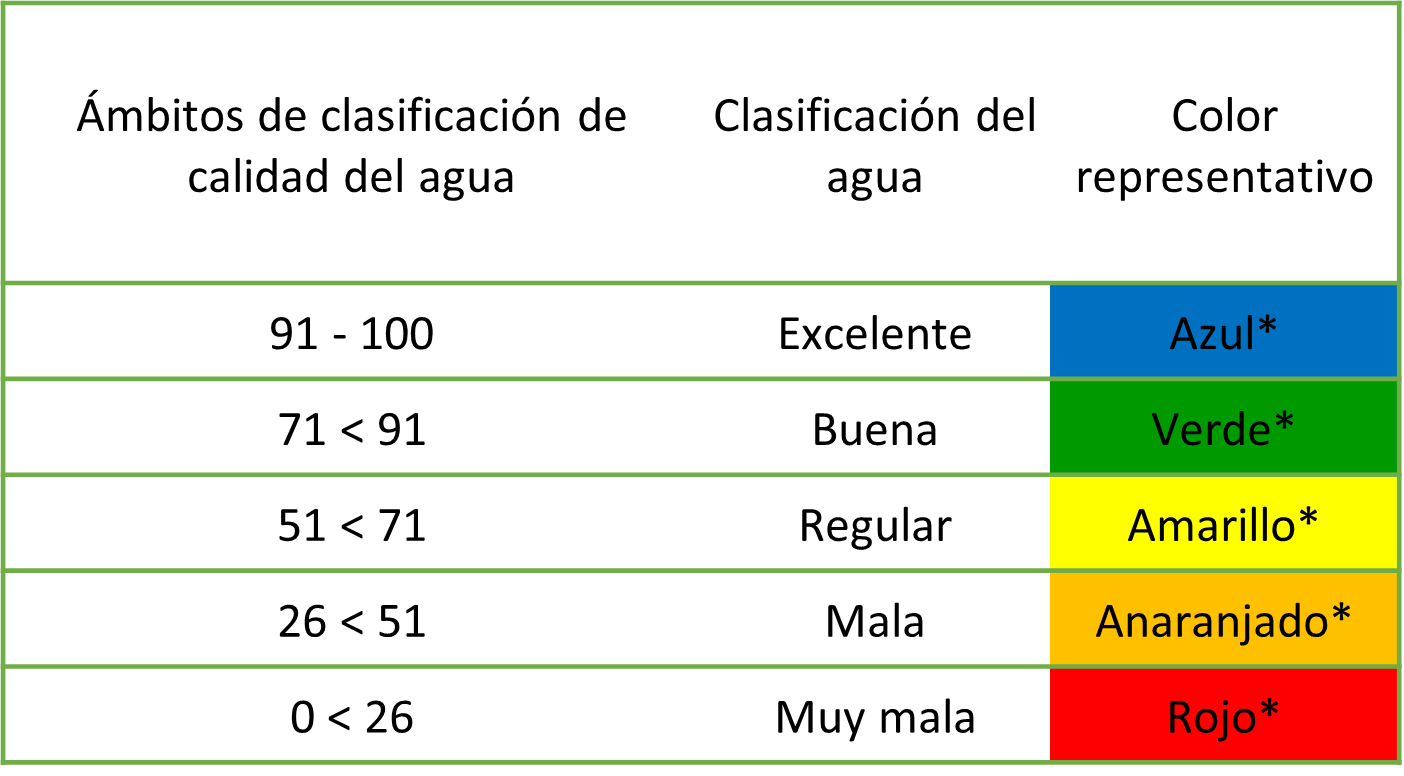 Ámbitos de clasificación de calidad del agua Clasificación del agua Color representativo
91 - 100 Excelente Azul*
71 < 91 Buena Verde*
51 < 71 Regular Amarillo*
26 < 51 Mala Anaranjado*
0 < 26 Muy mala Rojo*